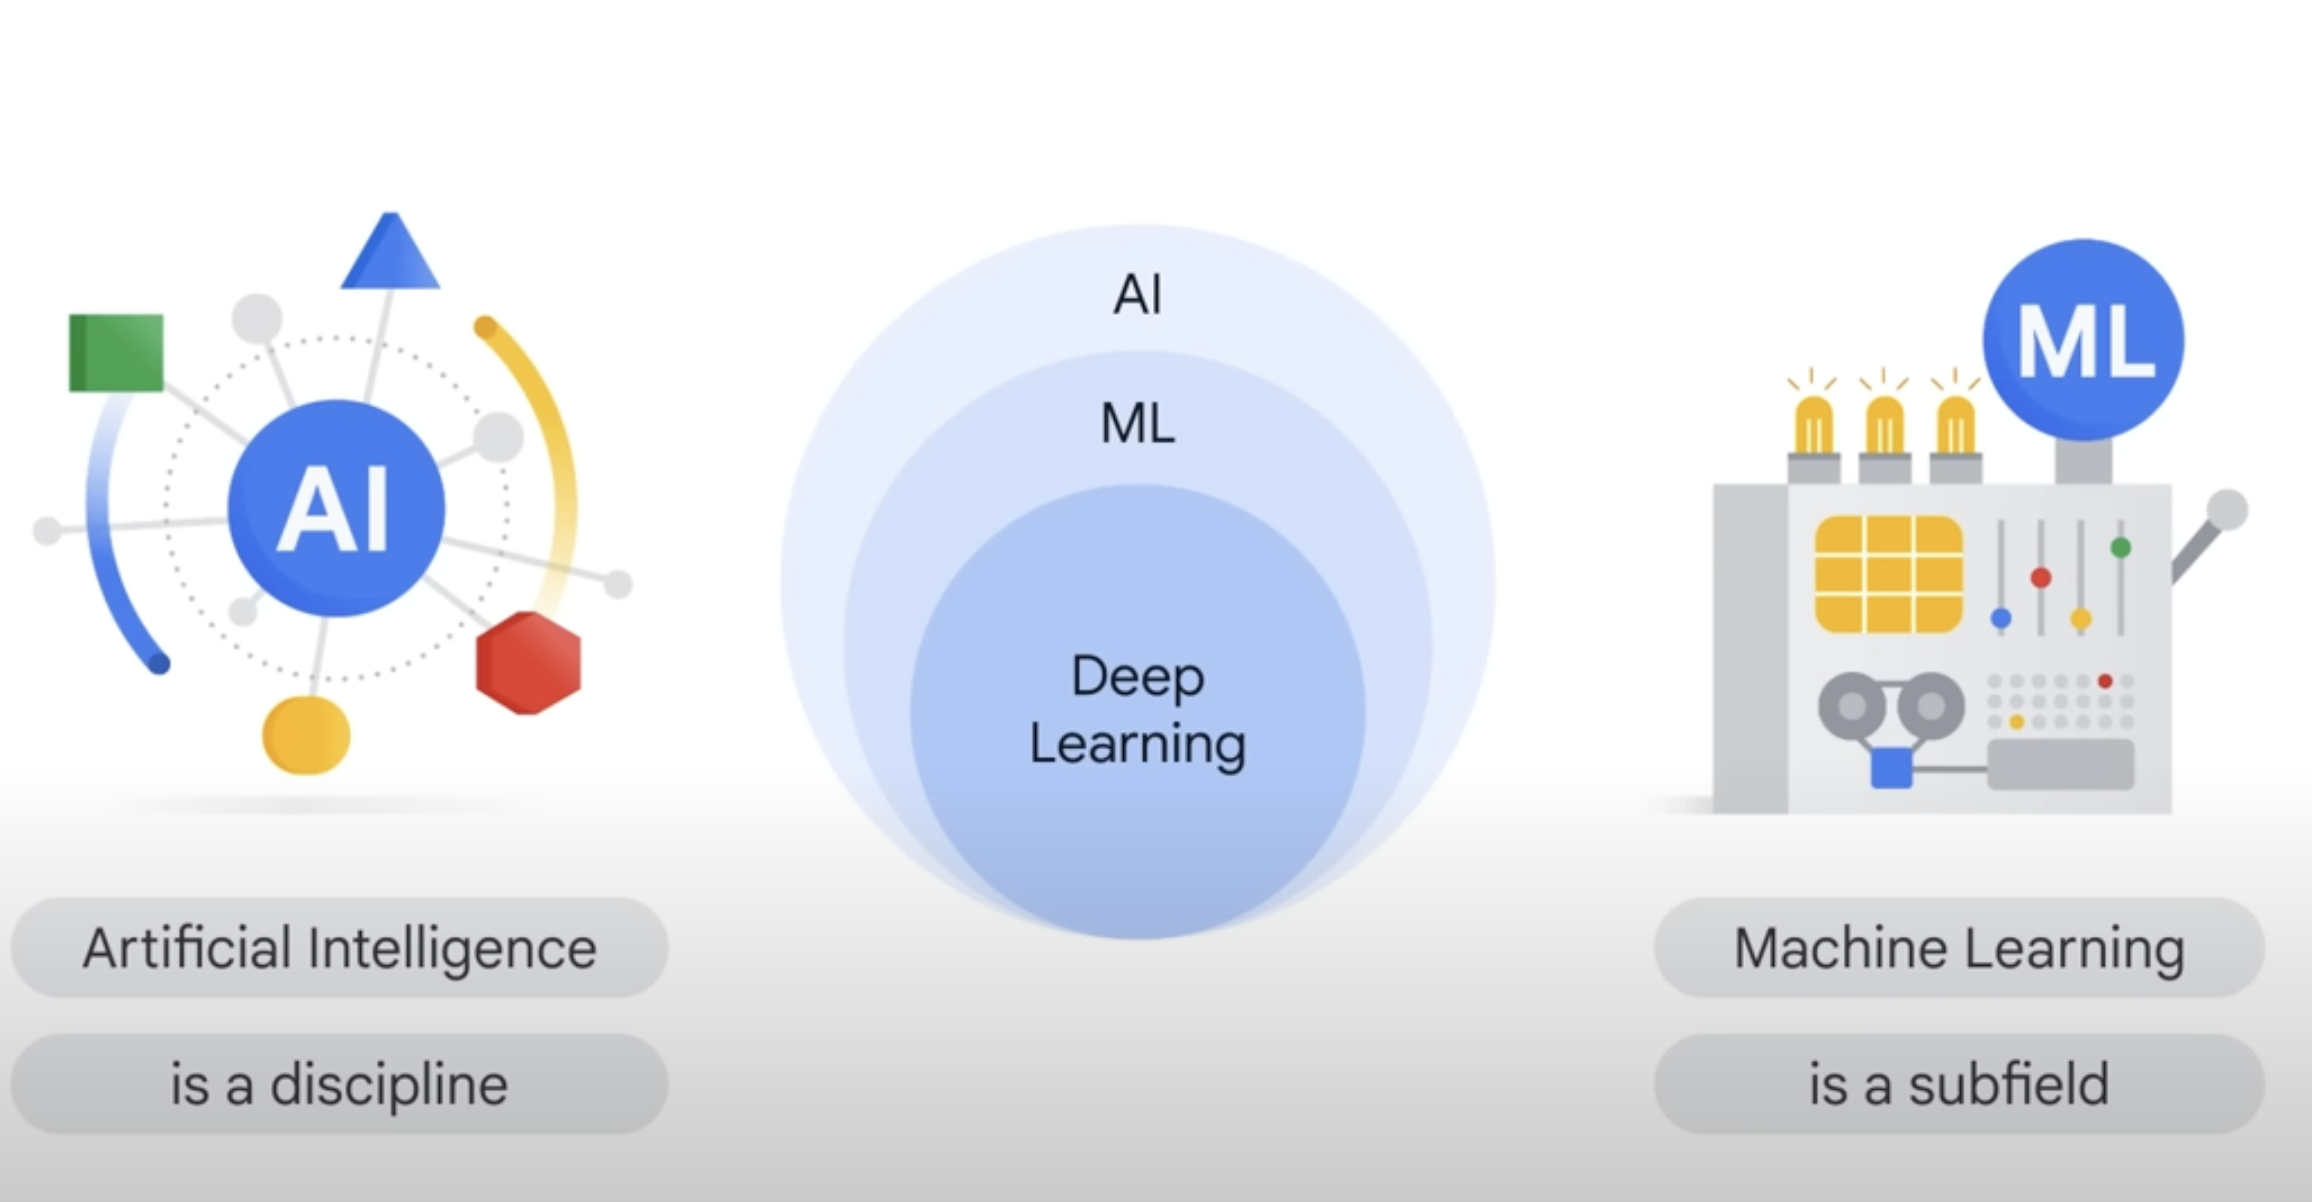 AI
Artificial Intelligence
is a discipline
AI
ML
Deep
Learning
ML
Machine Learning
is a subfield